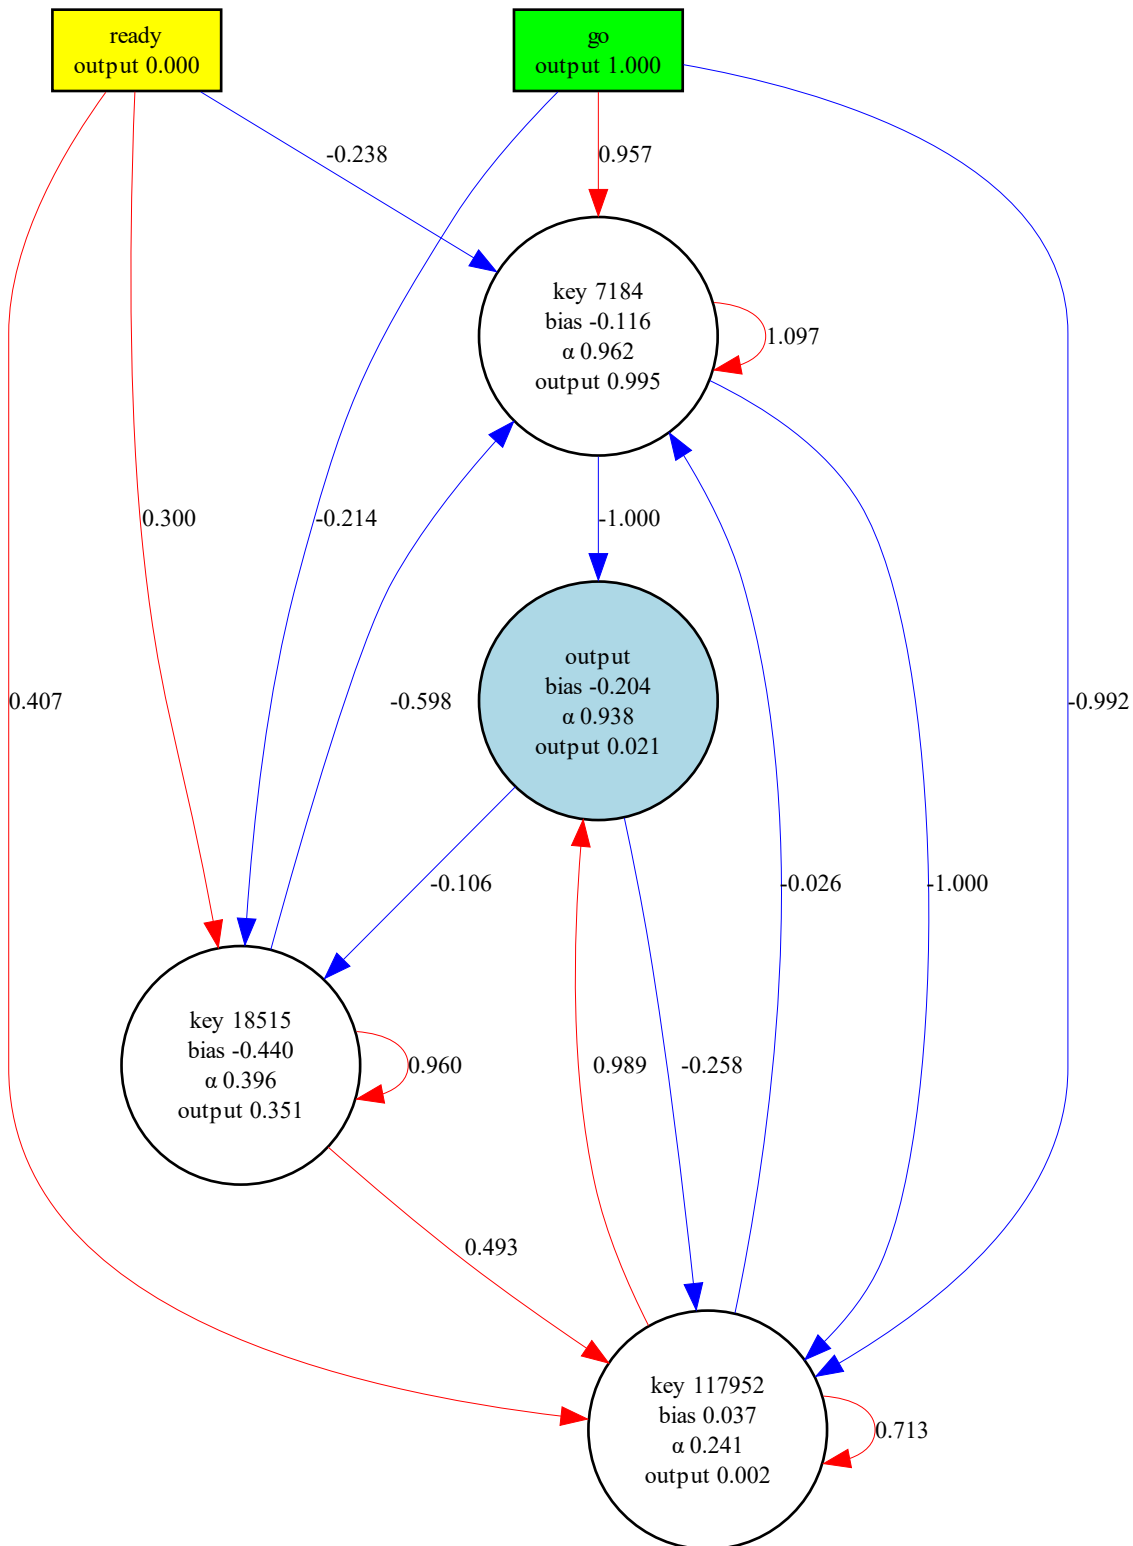 ready
output 0.000
go
output 1.000
-0.238
0.957
key 7184
bias -0.116
α 0.962
output 0.995
1.097
0.300
-0.214
-1.000
output
bias -0.204
α 0.938
output 0.021
0.407
-0.598
-0.992
-0.106
-0.026
-1.000
key 18515
bias -0.440
α 0.396
output 0.351
0.960
0.989
-0.258
0.493
key 117952
bias 0.037
α 0.241
output 0.002
0.713